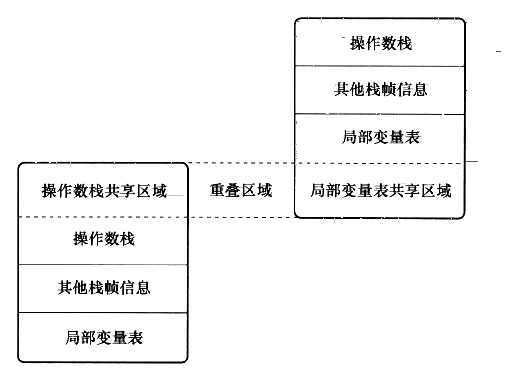 操作数栈
其他栈帧信息
局部变量表
操作数栈共享区域
重叠区域
局部变量表共享区域
操作数栈
其他栈帧信息
局部变量表